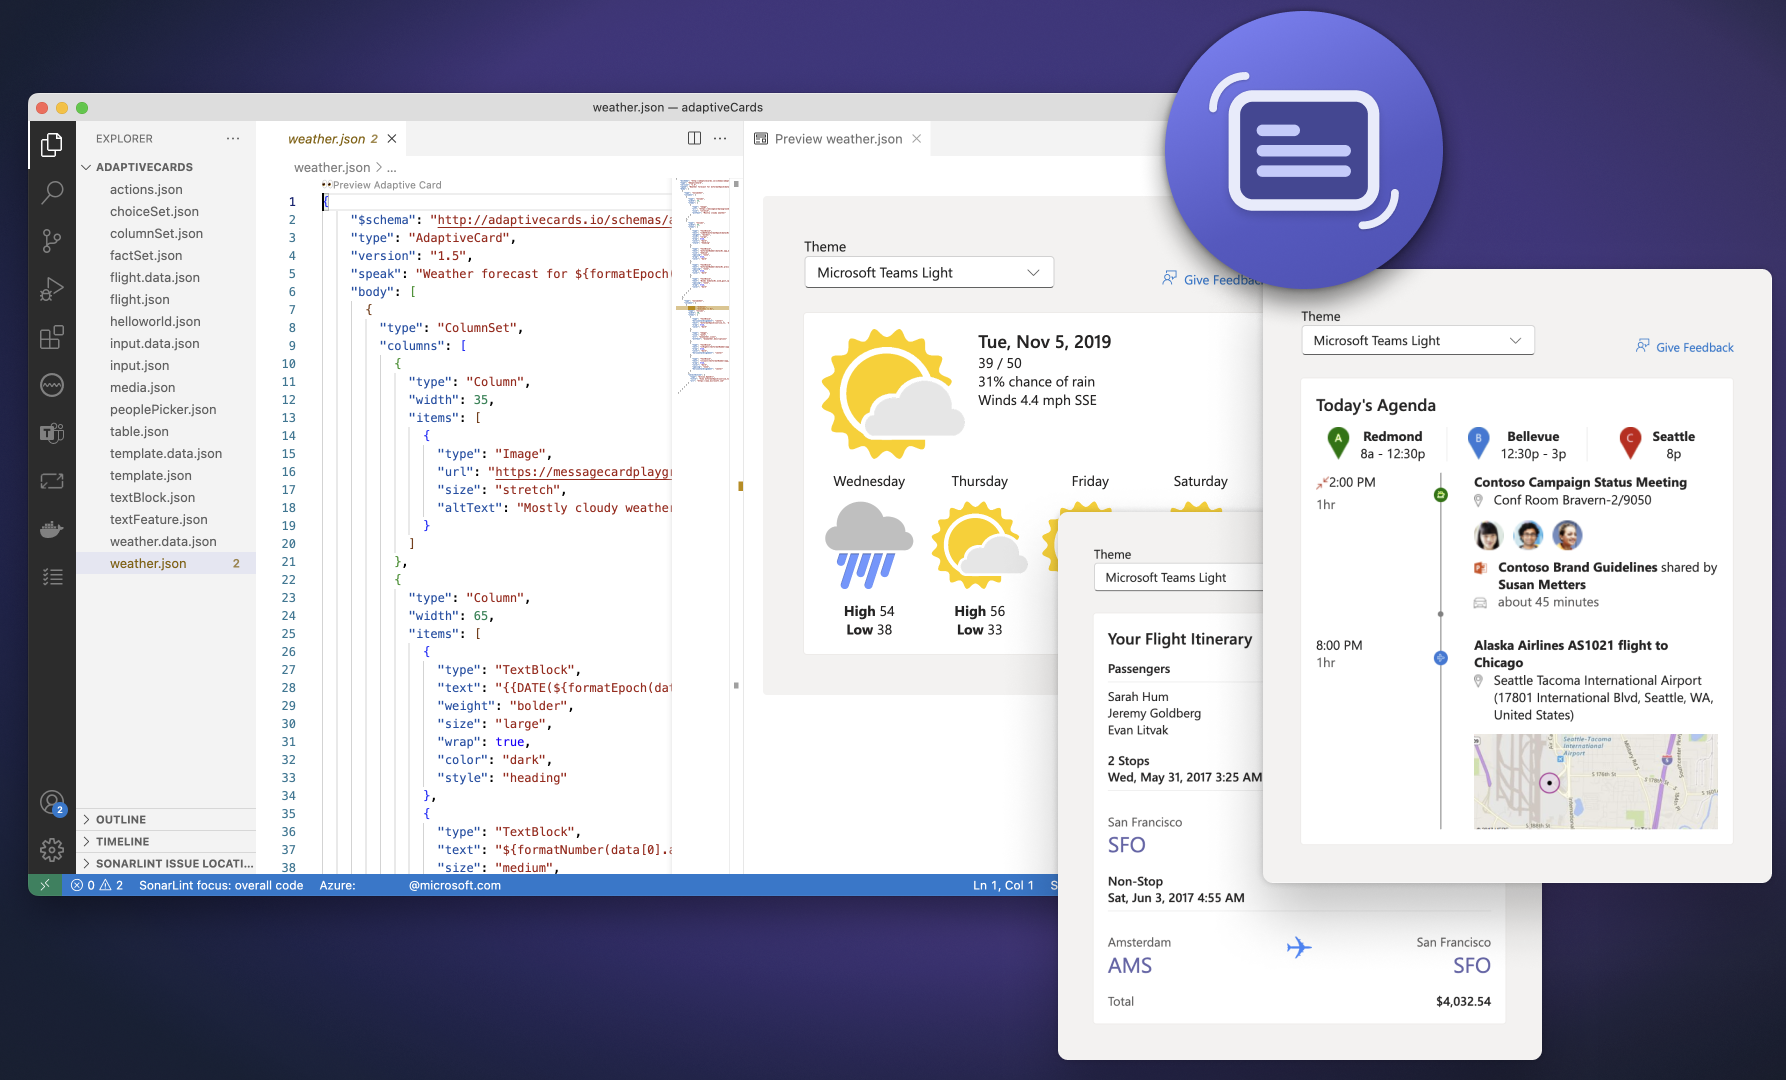 weather.json — adaptiveCards
EXPLORER
ADAPTIVECARDS
actions.json
choiceSet.json
columnSet.json
factSet.json
flight.data.json
flight.json
helloworld.json
input.data.json
input.json
media.json
peoplePicker.json
table.json
template.data.json
template.json
textBlock.json
textFeature.json
weather.data.json
weather.json 2
OUTLINE
TIMELINE
SONARLINT ISSUE LOCATI...
2
weather.json 2
weather.json > ...
Preview Adaptive Card
1 {
2 "$schema": "http://adaptivecards.io/schemas/a
3 "type": "AdaptiveCard",
4 "version": "1.5",
5 "speak": "Weather forecast for ${formatEpoch(
6 "body": [
7 {
8 "type": "ColumnSet",
9 "columns": [
10 {
11 "type": "Column",
12 "width": 35,
13 "items": [
14 {
15 "type": "Image",
16 "url": "https://messagecardplaygr
17 "size": "stretch",
18 "altText": "Mostly cloudy weather
19 }
20 ]
21 },
22 {
23 "type": "Column",
24 "width": 65,
25 "items": [
26 {
27 "type": "TextBlock",
28 "text": "{{DATE(${formatEpoch(dat
29 "weight": "bolder",
30 "size": "large",
31 "wrap": true,
32 "color": "dark",
33 "style": "heading"
34 },
35 {
36 "type": "TextBlock",
37 "text": "${formatNumber(data[0].a
38 "size": "medium",
0 2 SonarLint focus: overall code Azure: @microsoft.com Ln 1, Col 1 S
Preview weather.json
Theme
Microsoft Teams Light
Give Feedbac
Tue, Nov 5, 2019
39 / 50
31% chance of rain
Winds 4.4 mph SSE
Wednesday Thursday Friday Saturday
High 54 High 56
Low 38 Low 33
Theme
Microsoft Teams Light
Your Flight Itinerary
Passengers
Sarah Hum
Jeremy Goldberg
Evan Litvak
2 Stops
Wed, May 31, 2017 3:25 AM
San Francisco
SFO
Non-Stop
Sat, Jun 3, 2017 4:55 AM
Amsterdam San Francisco
AMS SFO
Total $4,032.54
Theme
Microsoft Teams Light
Give Feedback
Today's Agenda
A Redmond B Bellevue C Seattle
8a - 12:30p 12:30p - 3p 8p
2:00 PM Contoso Campaign Status Meeting
1hr Conf Room Bravern-2/9050
Contoso Brand Guidelines shared by
Susan Metters
about 45 minutes
8:00 PM Alaska Airlines AS1021 flight to
1hr Chicago
Seattle Tacoma International Airport
(17801 International Blvd, Seattle, WA,
United States)
Seattle-Tacoma
International
Airport
S 176th St